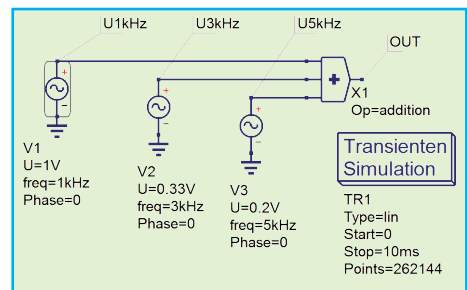 U1kHz
U3kHz
U5kHz
OUT
+
+
+
+
-
-
-
X1
Op=addition
V1
U=1V
freq=1kHz
Phase=0
V2
U=0.33V
freq=3kHz
Phase=0
V3
U=0.2V
freq=5kHz
Phase=0
Transienten
Simulation
TR1
Type=lin
Start=0
Stop=10ms
Points=262144